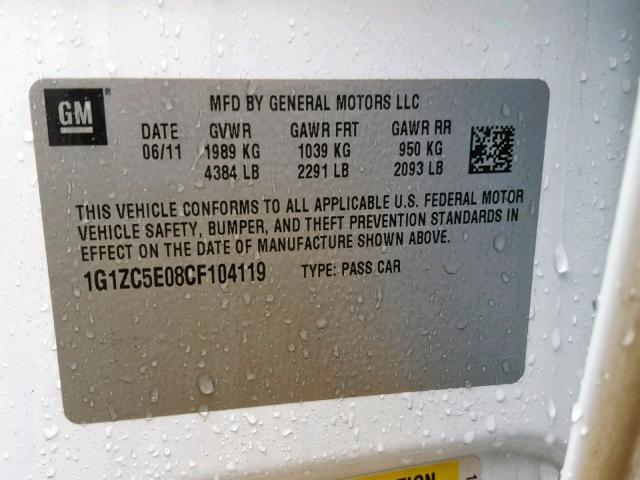 GM ®
MFD BY GENERAL MOTORS LLC
DATE GVWR GAWR FRT GAWR RR
06/11 1989 KG 1039 KG 950 KG
4384 LB 2291 LB 2093 LB
THIS VEHICLE CONFORMS TO ALL APPLICABLE U.S. FEDERAL MOTOR
VEHICLE SAFETY, BUMPER, AND THEFT PREVENTION STANDARDS IN
EFFECT ON THE DATE OF MANUFACTURE SHOWN ABOVE.
1G1ZC5E08CF104119 TYPE: PASS CAR